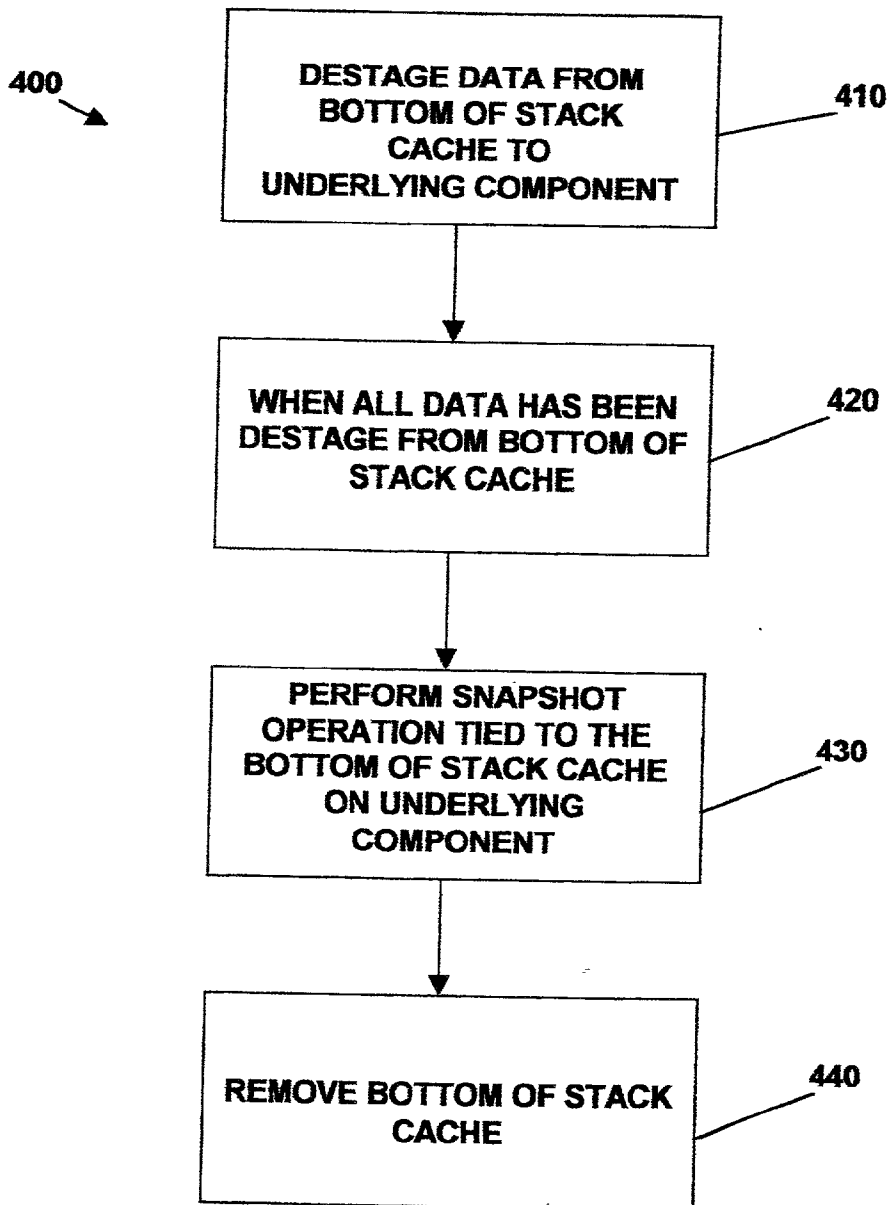 400
DESTAGE DATA FROM
BOTTOM OF STACK
CACHE TO
UNDERLYING COMPONENT
410
WHEN ALL DATA HAS BEEN
DESTAGE FROM BOTTOM OF
STACK CACHE
420
PERFORM SNAPSHOT
OPERATION TIED TO THE
BOTTOM OF STACK CACHE
ON UNDERLYING
COMPONENT
430
REMOVE BOTTOM OF STACK
CACHE
440